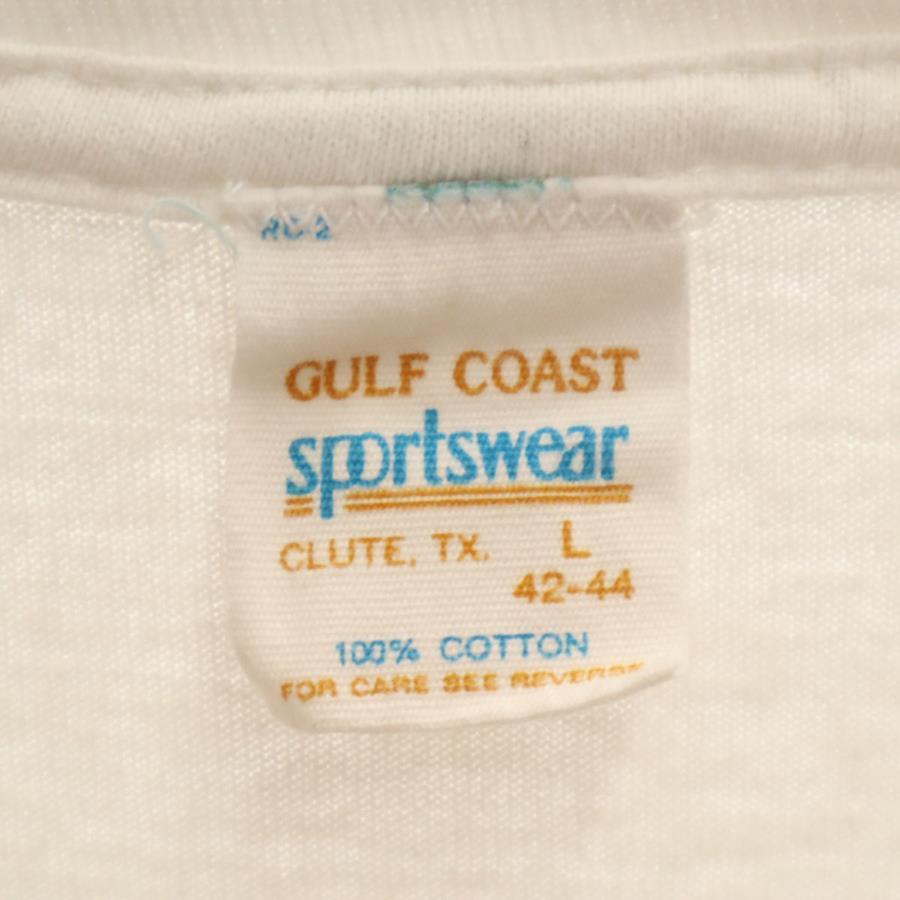 RC-2
GULF COAST
sportswear
CLUTE, TX. L
42-44
100% COTTON
FOR CARE SEE REVERSE